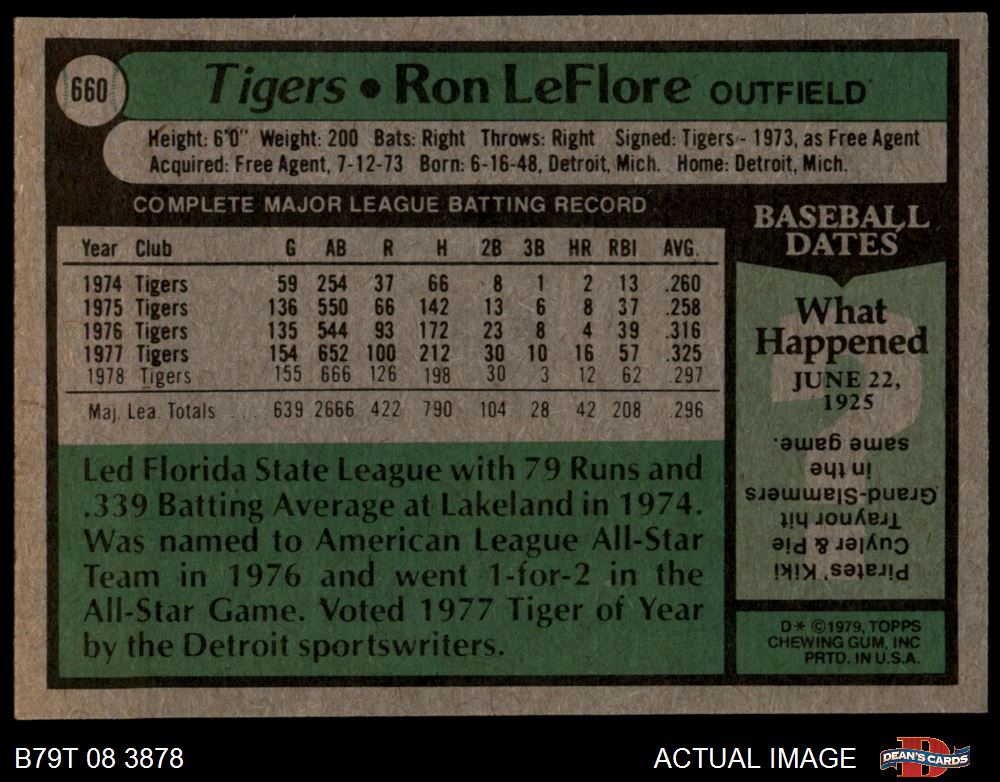 660
Tigers • Ron LeFlore OUTFIELD
Height: 6'0" Weight: 200 Bats: Right Throws: Right Signed: Tigers - 1973, as Free Agent
Acquired: Free Agent, 7-12-73 Born: 6-16-48, Detroit, Mich. Home: Detroit, Mich.
COMPLETE MAJOR LEAGUE BATTING RECORD
Year Club G AB R H 2B 3B HR RBI AVG.
1974 Tigers 59 254 37 66 8 1 2 13 .260
1975 Tigers 136 550 66 142 13 6 8 37 .258
1976 Tigers 135 544 93 172 23 8 4 39 .316
1977 Tigers 154 652 100 212 30 10 16 57 .325
1978 Tigers 155 666 126 198 30 3 12 62 .297
Maj. Lea. Totals ... 639 2666 422 790 104 28 42 208 .296
Led Florida State League with 79 Runs and
.339 Batting Average at Lakeland in 1974.
Was named to American League All-Star
Team in 1976 and went 1-for-2 in the
All-Star Game. Voted 1977 Tiger of Year
by the Detroit sportswriters.
BASEBALL
DATES
What
Happened
JUNE 22,
1925
Pirates' Kiki
Cuyler & Pie
Traynor hit
Grand-Slammers
in the
same game.
D* ©1979, TOPPS
CHEWING GUM, INC
PRTD. IN U.S.A.
B79T 08 3878
ACTUAL IMAGE
DEAN'S CARDS